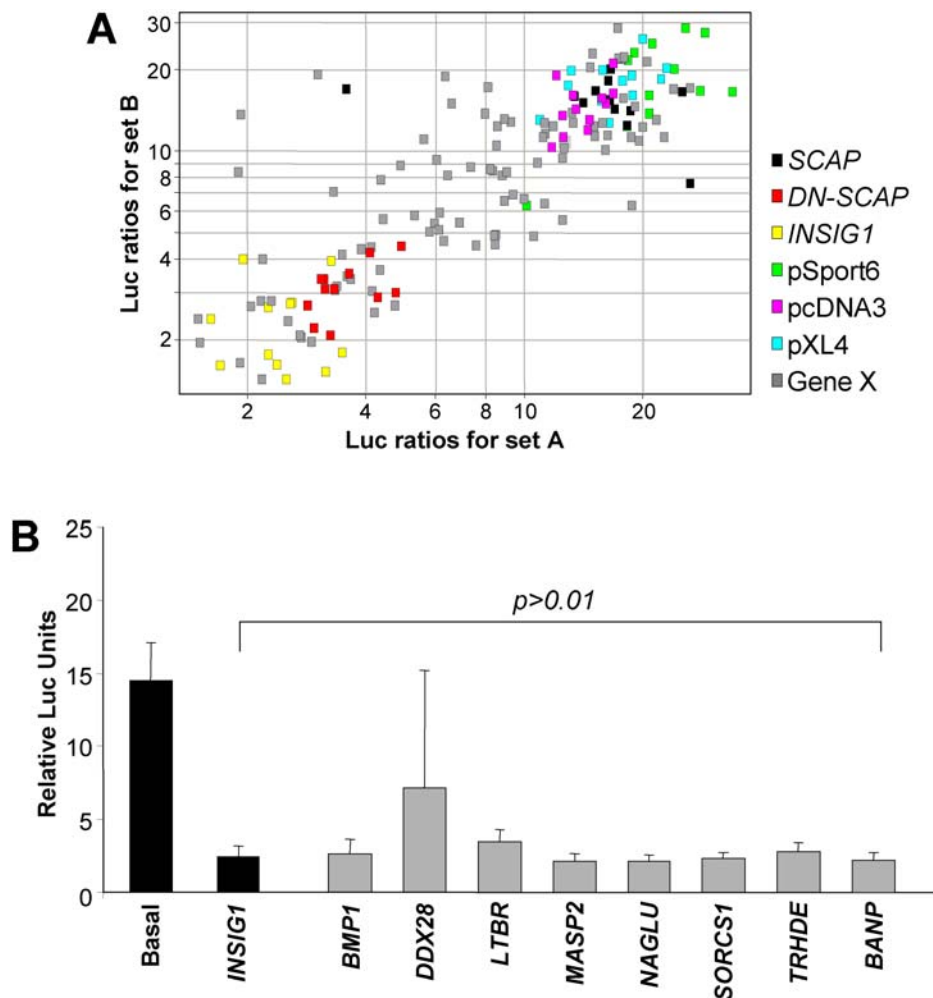 A
Luc ratios for set B
30
20
10
8
6
4
2
2 4 6 8 10 20
Luc ratios for set A
SCAP
DN-SCAP
INSIG1
pSport6
pcDNA3
pXL4
Gene X
B
Relative Luc Units
25
20
15
10
5
0
p>0.01
Basal
INSIG1
BMP1
DDX28
LTBR
MASP2
NAGLU
SORCS1
TRHDE
BANP